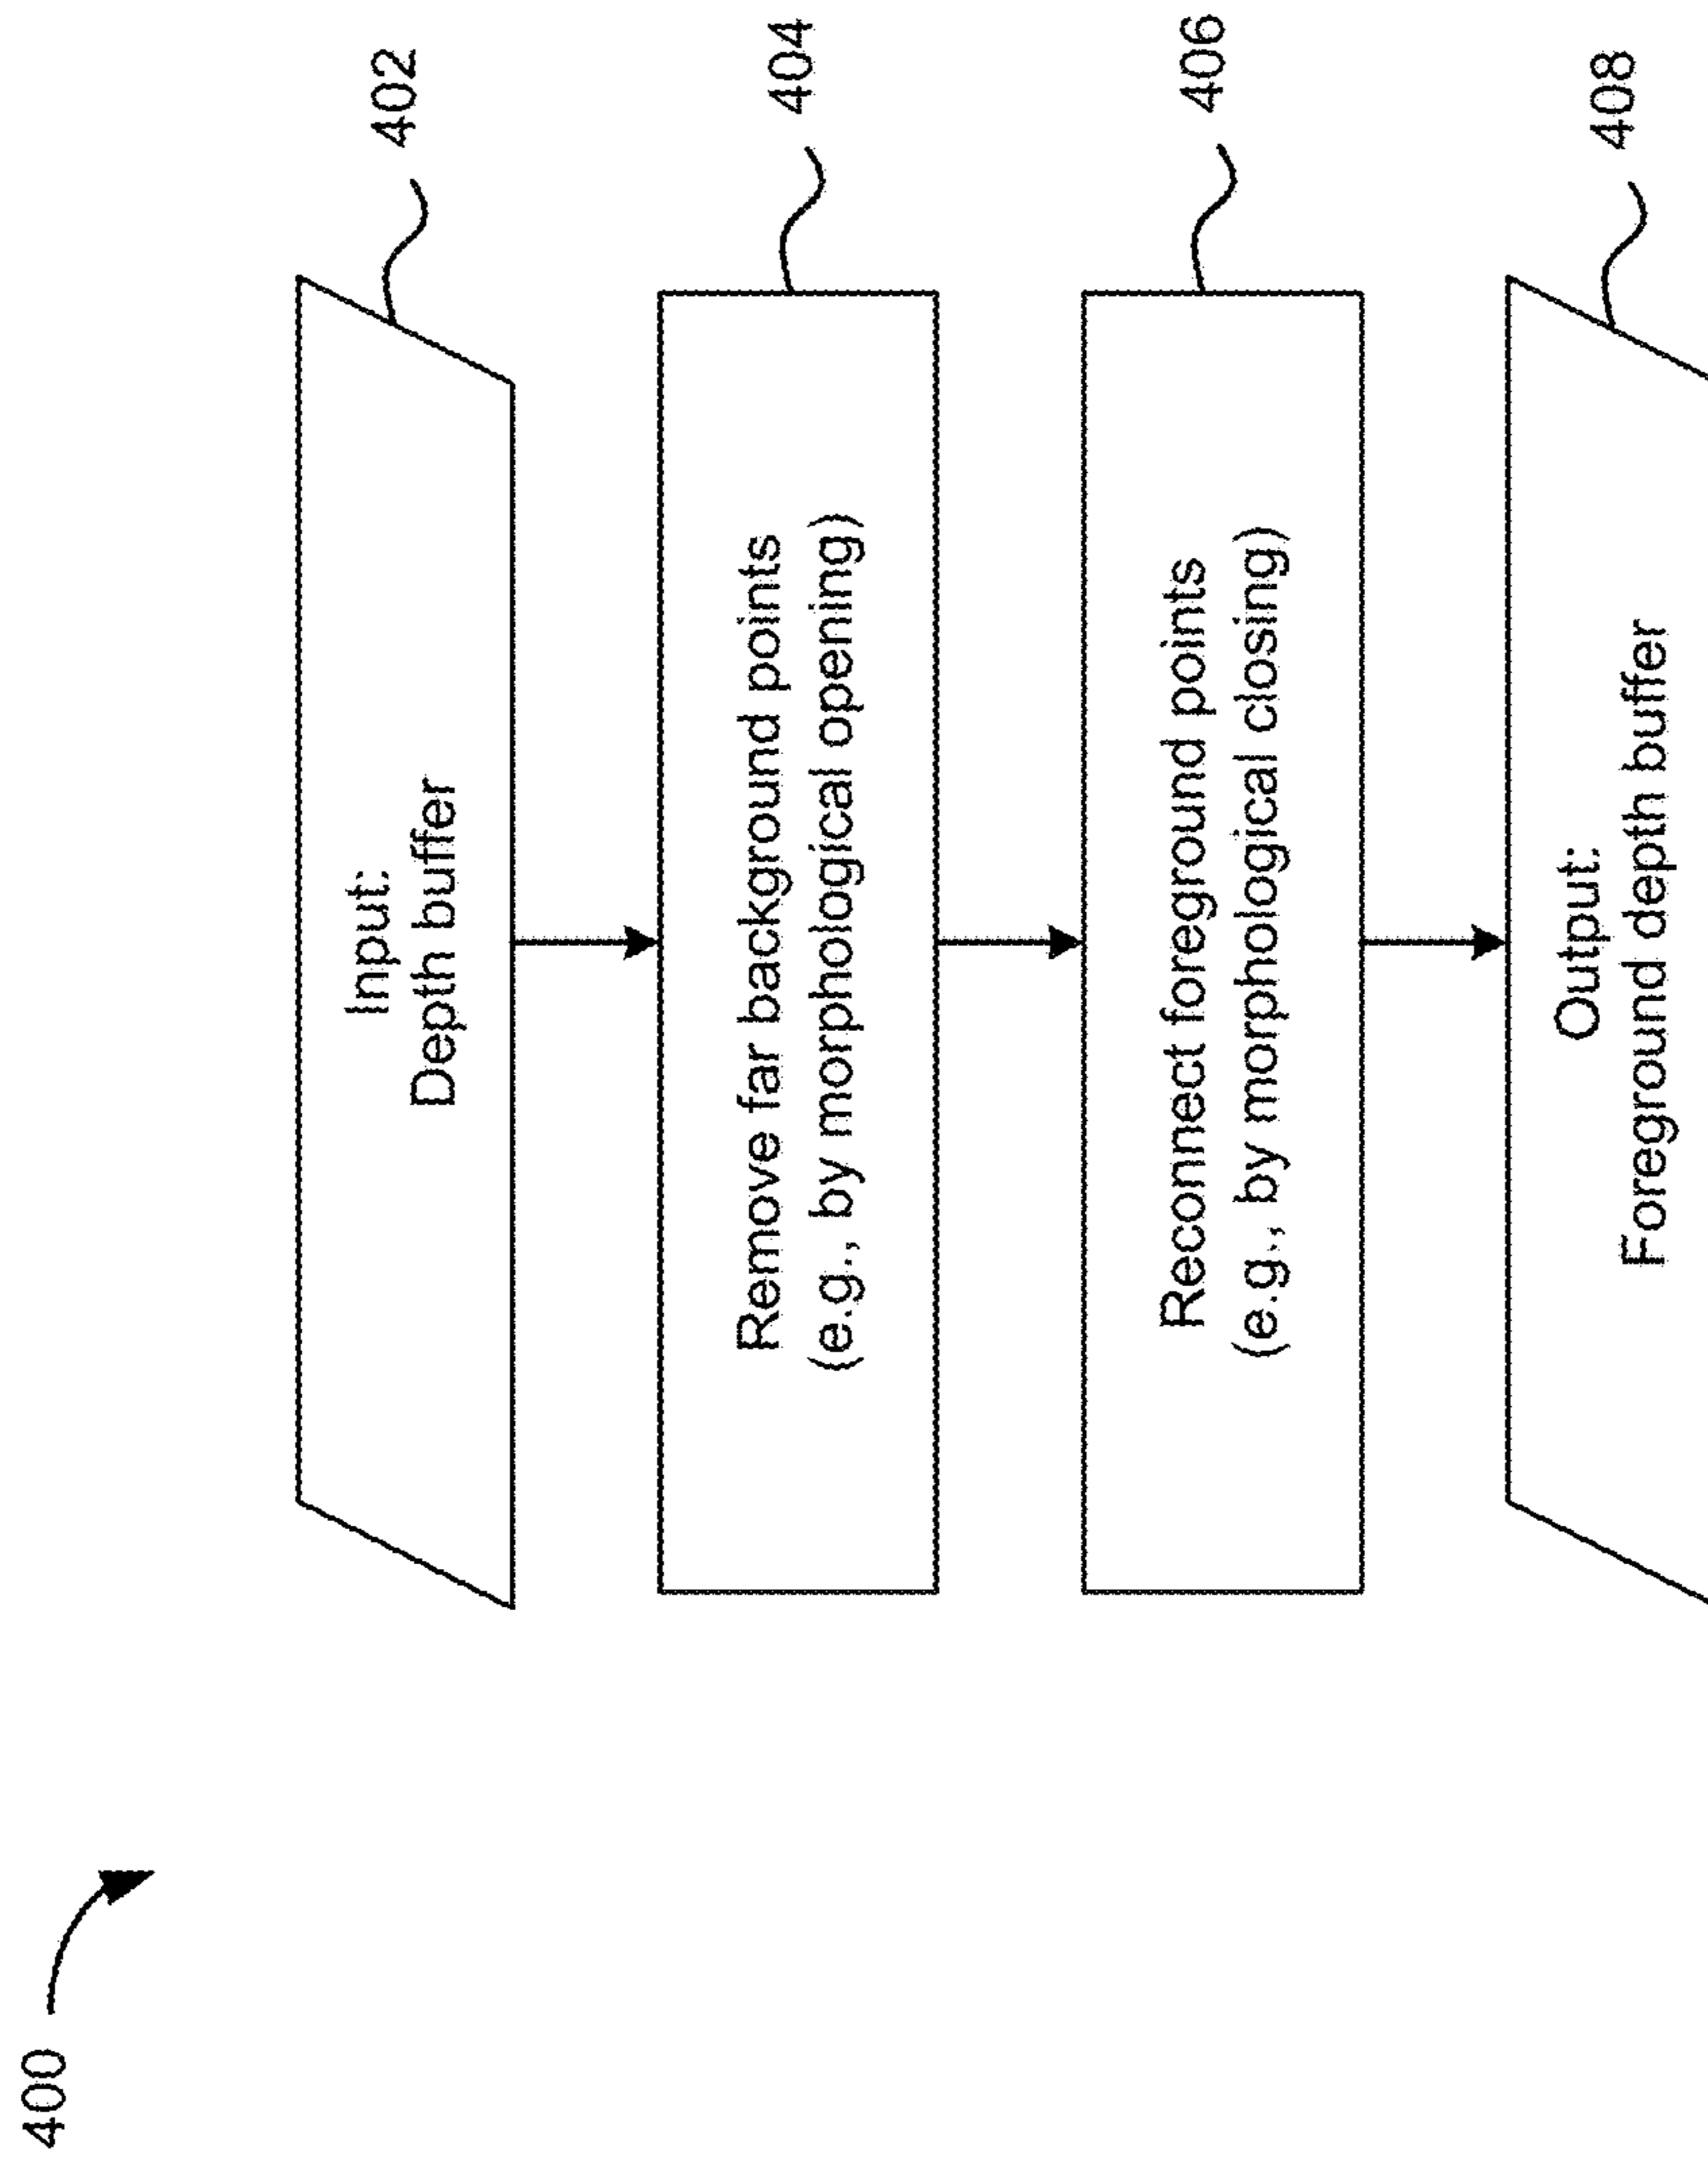 400
Input:
Depth buffer
402
Remove far background points
(e.g., by morphological opening)
404
Reconnect foreground points
(e.g., by morphological closing)
406
Output:
Foreground depth buffer
408